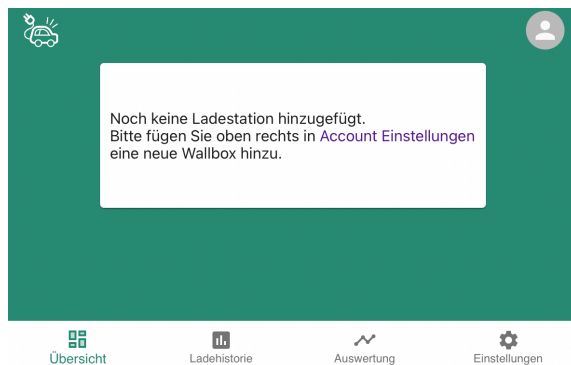 Noch keine Ladestation hinzugefügt.
Bitte fügen Sie oben rechts in Account Einstellungen
eine neue Wallbox hinzu.
Übersicht
Ladehistorie
Auswertung
Einstellungen